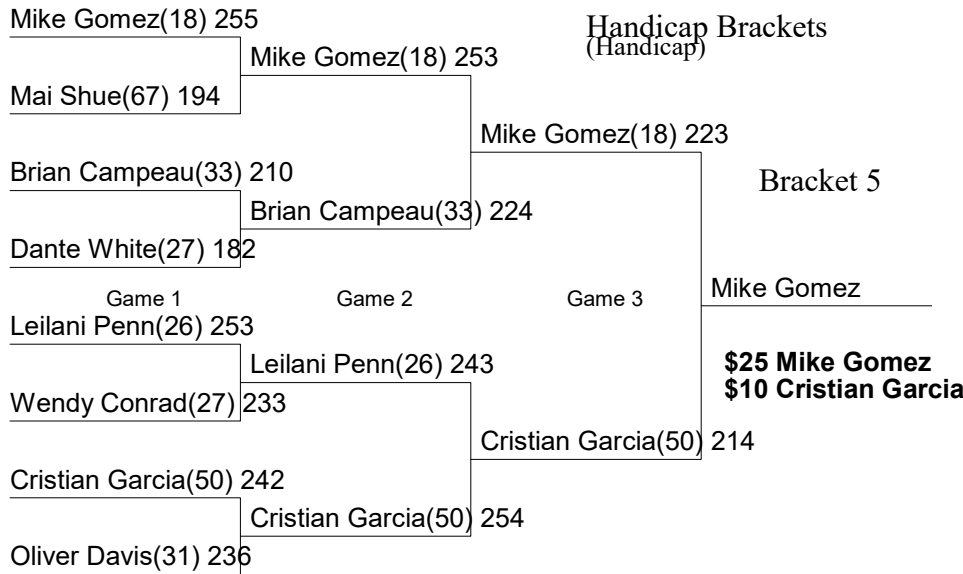 Mike Gomez(18) 255
Handicap Brackets
(Handicap)
Mike Gomez(18) 253
Mai Shue(67) 194
Mike Gomez(18) 223
Brian Campeau(33) 210
Bracket 5
Brian Campeau(33) 224
Dante White(27) 182
Game 1
Game 2
Game 3
Mike Gomez
Leilani Penn(26) 253
Leilani Penn(26) 243
$25 Mike Gomez
$10 Cristian Garcia
Wendy Conrad(27) 233
Cristian Garcia(50) 214
Cristian Garcia(50) 242
Cristian Garcia(50) 254
Oliver Davis(31) 236